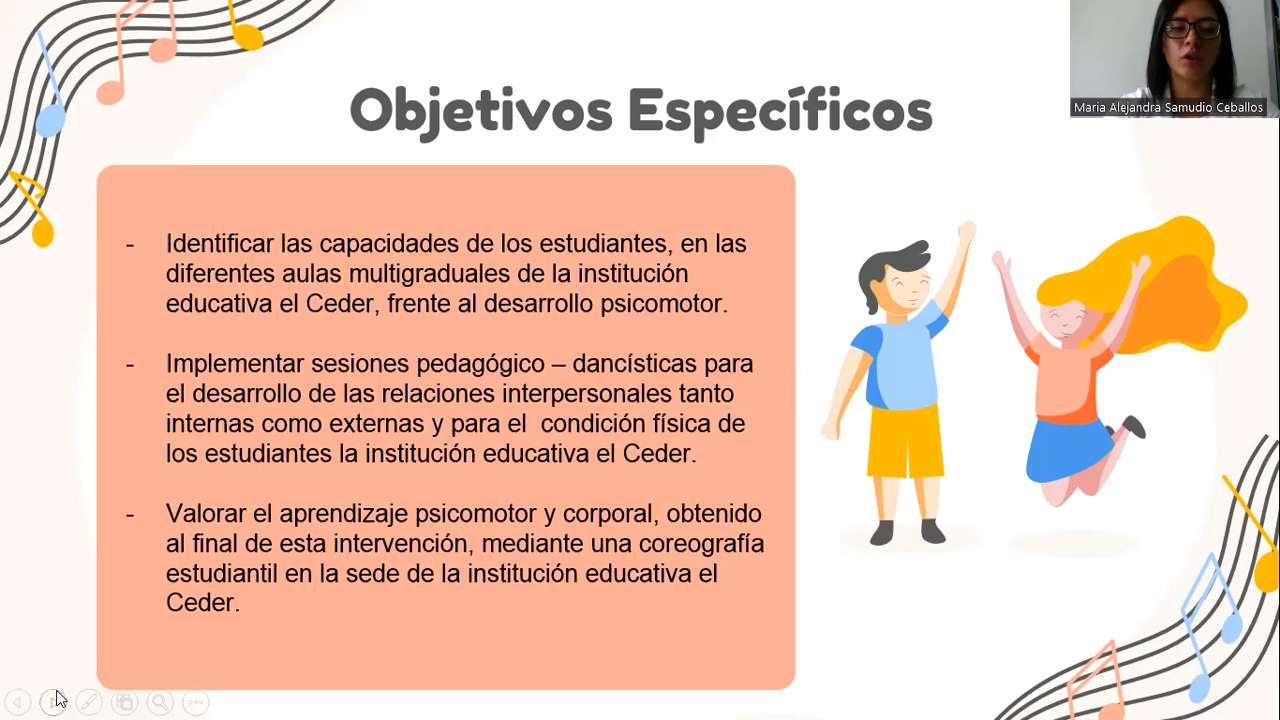 Objetivos Específicos
Maria Alejandra Samudio Ceballos
- Identificar las capacidades de los estudiantes, en las
diferentes aulas multigraduales de la institución
educativa el Ceder, frente al desarrollo psicomotor.
- Implementar sesiones pedagógico – dancísticas para
el desarrollo de las relaciones interpersonales tanto
internas como externas y para el  condición física de
los estudiantes la institución educativa el Ceder.
- Valorar el aprendizaje psicomotor y corporal, obtenido
al final de esta intervención, mediante una coreografía
estudiantil en la sede de la institución educativa el
Ceder.